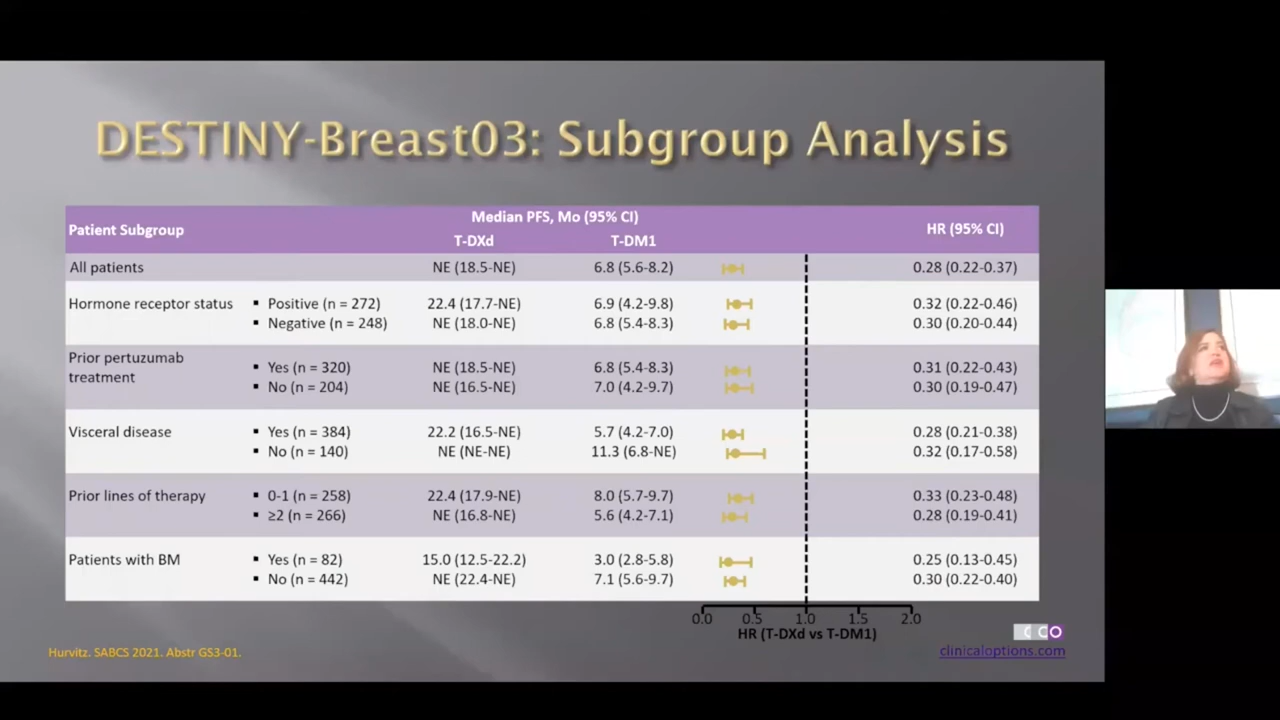 DESTINY-Breast03: Subgroup Analysis
Patient Subgroup
Median PFS, Mo (95% CI)
T-DXd
T-DM1
HR (95% CI)
All patients NE (18.5-NE) 6.8 (5.6-8.2) 0.28 (0.22-0.37)
Hormone receptor status ▪ Positive (n = 272) 22.4 (17.7-NE) 6.9 (4.2-9.8) 0.32 (0.22-0.46)
▪ Negative (n = 248) NE (18.0-NE) 6.8 (5.4-8.3) 0.30 (0.20-0.44)
Prior pertuzumab
treatment
▪ Yes (n = 320) NE (18.5-NE) 6.8 (5.4-8.3) 0.31 (0.22-0.43)
▪ No (n = 204) NE (16.5-NE) 7.0 (4.2-9.7) 0.30 (0.19-0.47)
Visceral disease ▪ Yes (n = 384) 22.2 (16.5-NE) 5.7 (4.2-7.0) 0.28 (0.21-0.38)
▪ No (n = 140) NE (NE-NE) 11.3 (6.8-NE) 0.32 (0.17-0.58)
Prior lines of therapy ▪ 0-1 (n = 258) 22.4 (17.9-NE) 8.0 (5.7-9.7) 0.33 (0.23-0.48)
▪ ≥2 (n = 266) NE (16.8-NE) 5.6 (4.2-7.1) 0.28 (0.19-0.41)
Patients with BM ▪ Yes (n = 82) 15.0 (12.5-22.2) 3.0 (2.8-5.8) 0.25 (0.13-0.45)
▪ No (n = 442) NE (22.4-NE) 7.1 (5.6-9.7) 0.30 (0.22-0.40)
0.0 0.5 1.0 1.5 2.0
HR (T-DXd vs T-DM1)
CCO
Hurvitz. SABCS 2021. Abstr GS3-01.
clinicaloptions.com